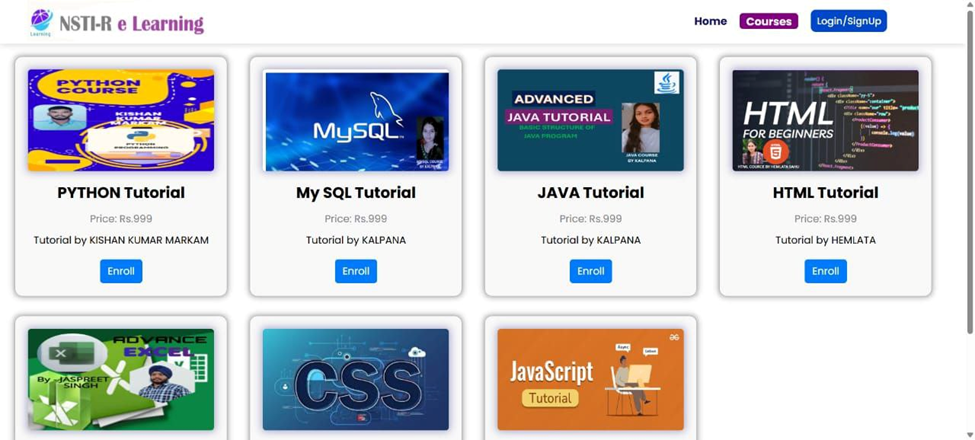 NSTI-R e Learning
Learning
Home
Courses
Login/SignUp
PYTHON
COURSE
KISHAN
KUMAR
MARKAM
PYTHON
PROGRAMMING
PYTHON Tutorial
Price: Rs.999
Tutorial by KISHAN KUMAR MARKAM
Enroll
MySQL
BY KALPANA
My SQL Tutorial
Price: Rs.999
Tutorial by KALPANA
Enroll
ADVANCED
JAVA TUTORIAL
BASIC STRUCTURE OF
JAVA PROGRAM
JAVA COURSE
BY KALPANA
JAVA Tutorial
Price: Rs.999
Tutorial by KALPANA
Enroll
HTML
FOR BEGINNERS
HTML COURSE BY HEMLATA SAHU
HTML Tutorial
Price: Rs.999
Tutorial by HEMLATA
Enroll
ADVANCE
EXCEL
By - JASPREET
SINGH
CSS
JavaScript
Tutorial